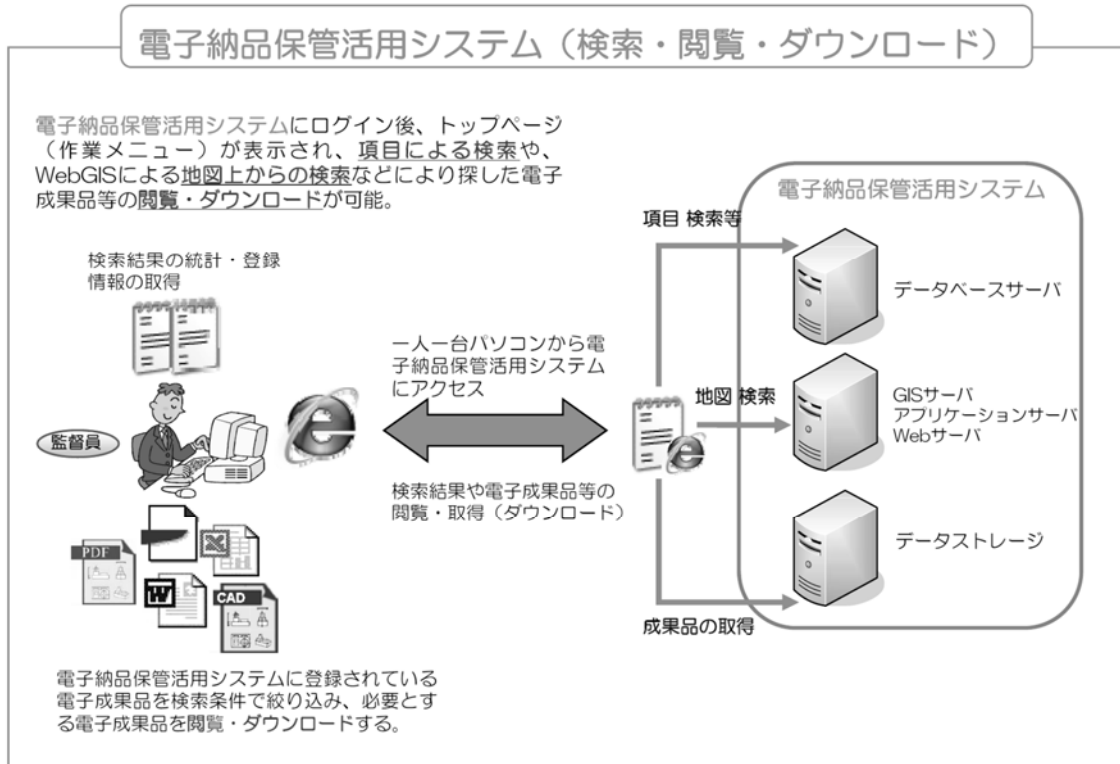 電子納品保管活用システム（検索・閲覧・ダウンロード）
電子納品保管活用システムにログイン後、トップページ
（作業メニュー）が表示され、項目による検索や、
WebGISによる地図上からの検索などにより探した電子
成果品等の閲覧・ダウンロードが可能。
検索結果の統計・登録
情報の取得
監督員
PDF
W
X
CAD
電子納品保管活用システムに登録されている
電子成果品を検索条件で絞り込み、必要とす
る電子成果品を閲覧・ダウンロードする。
一人一台パソコンから電
子納品保管活用システム
にアクセス
検索結果や電子成果品等の
閲覧・取得（ダウンロード）
項目 検索等
地図 検索
成果品の取得
電子納品保管活用システム
データベースサーバ
GISサーバ
アプリケーションサーバ
Webサーバ
データストレージ